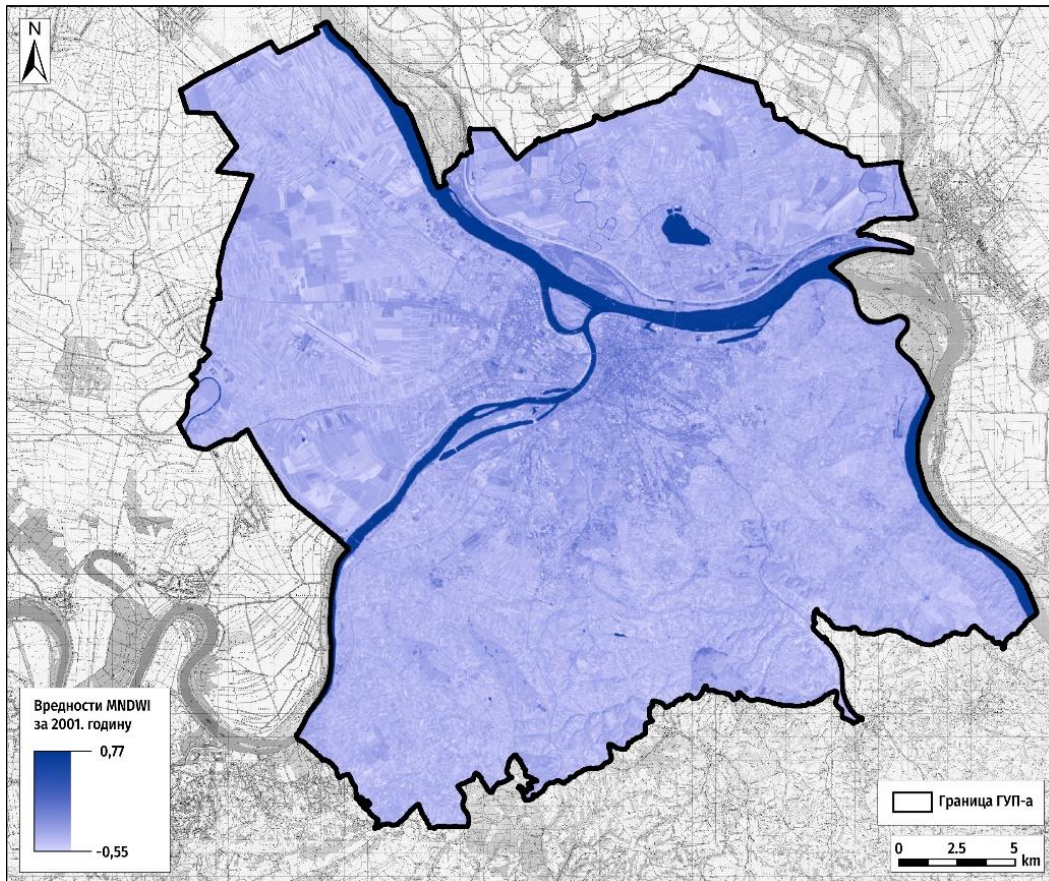 N
Вредности MNDWI
за 2001. годину
0,77
-0,55
Граница ГУП-а
0 2.5 5
km